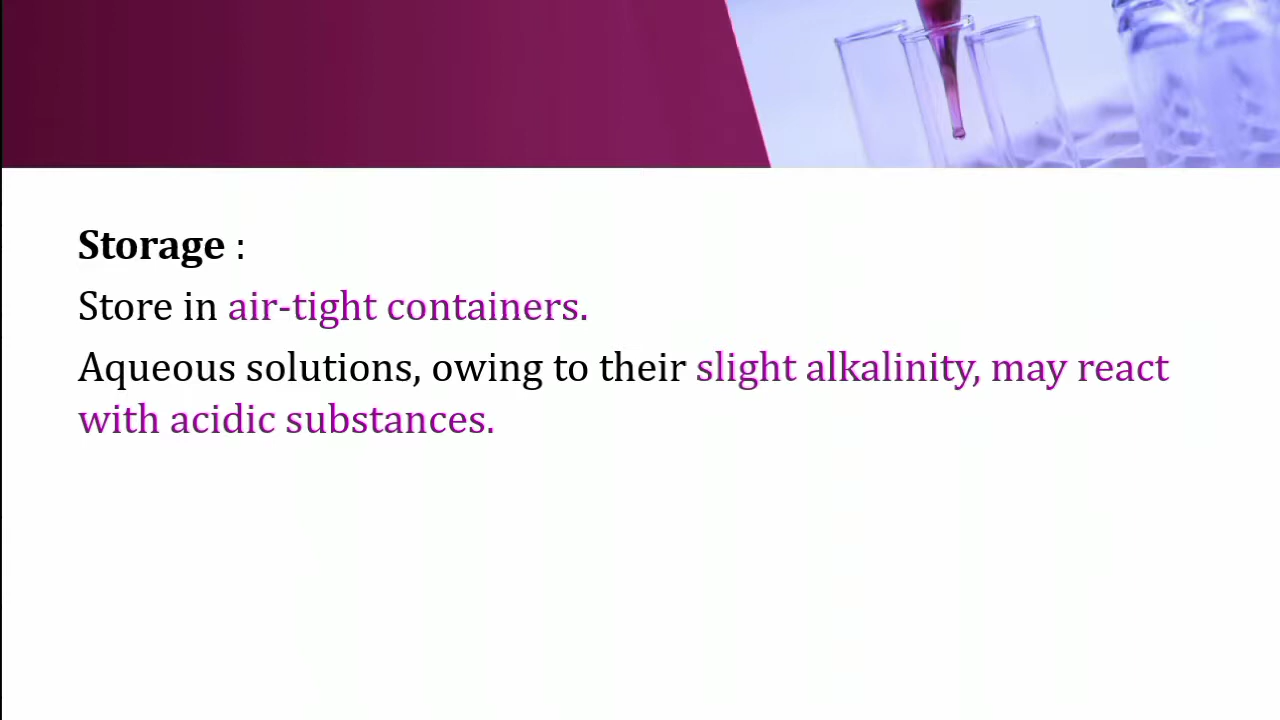 Storage :
Store in air-tight containers.
Aqueous solutions, owing to their slight alkalinity, may react
with acidic substances.